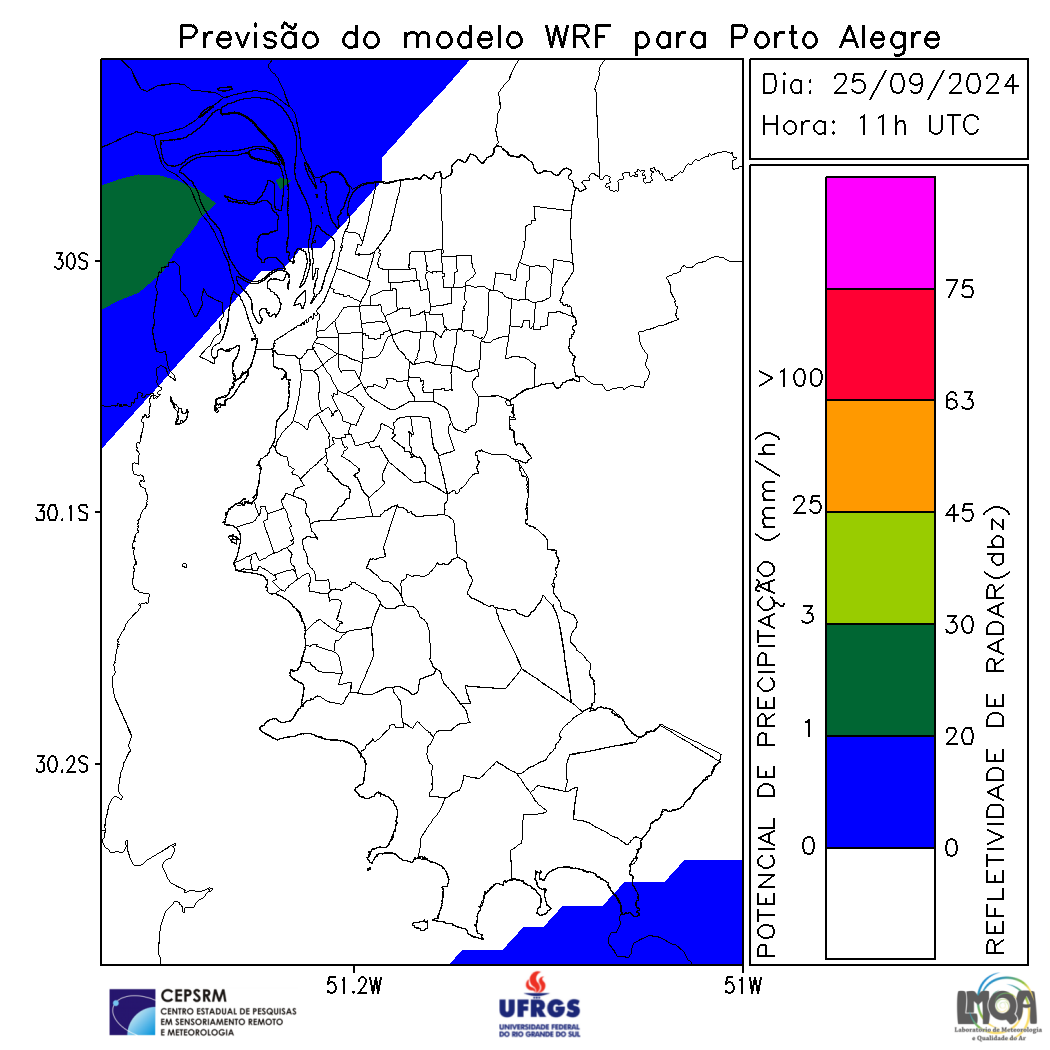 Previsão do modelo WRF para Porto Alegre
Dia: 25/09/2024
Hora: 11h UTC
30S
30.1S
30.2S
51.2W
51W
POTENCIAL DE PRECIPITAÇÃO (mm/h)
>100
25
3
1
0
75
63
45
30
20
0
REFLETIVIDADE DE RADAR(dbz)
CEPSRM
CENTRO ESTADUAL DE PESQUISAS
EM SENSORIAMENTO REMOTO
E METEOROLOGIA
UFRGS
UNIVERSIDADE FEDERAL
DO RIO GRANDE DO SUL
LMQA
Laboratório de Meteorologia
e Qualidade do Ar